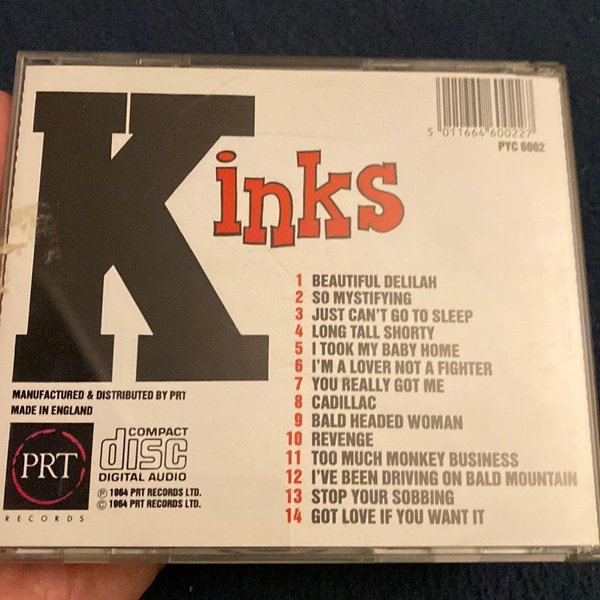 Kinks
5 011664 600227
PYC 6002
1 BEAUTIFUL DELILAH
2 SO MYSTIFYING
3 JUST CAN'T GO TO SLEEP
4 LONG TALL SHORTY
5 I TOOK MY BABY HOME
6 I'M A LOVER NOT A FIGHTER
7 YOU REALLY GOT ME
8 CADILLAC
9 BALD HEADED WOMAN
10 REVENGE
11 TOO MUCH MONKEY BUSINESS
12 I'VE BEEN DRIVING ON BALD MOUNTAIN
13 STOP YOUR SOBBING
14 GOT LOVE IF YOU WANT IT
MANUFACTURED & DISTRIBUTED BY PRT
MADE IN ENGLAND
PRT
RECORDS
COMPACT
disc
DIGITAL AUDIO
℗ 1964 PRT RECORDS LTD.
© 1964 PRT RECORDS LTD.